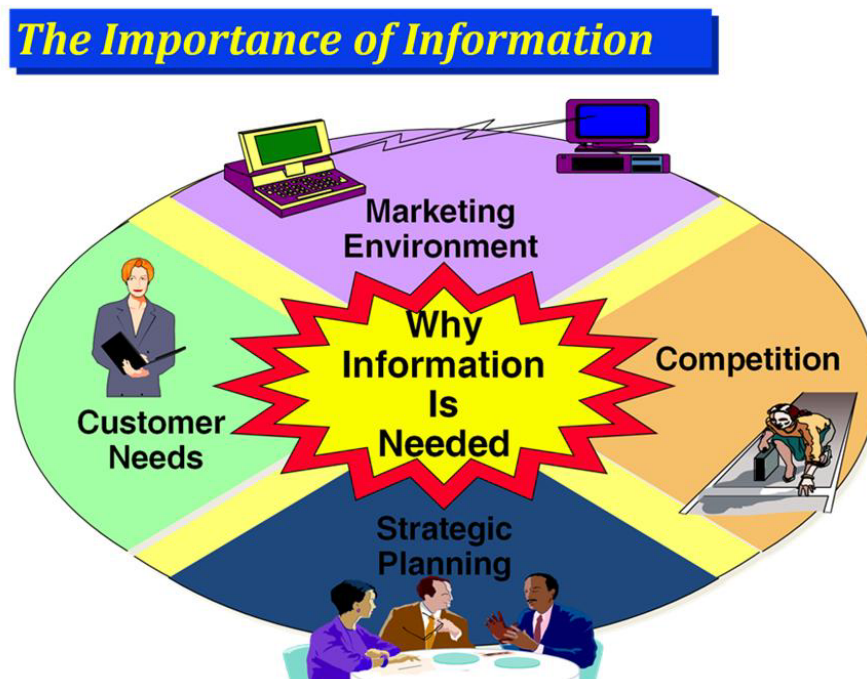 The Importance of Information
Marketing
Environment
Why
Information
Is
Needed
Competition
Customer
Needs
Strategic
Planning